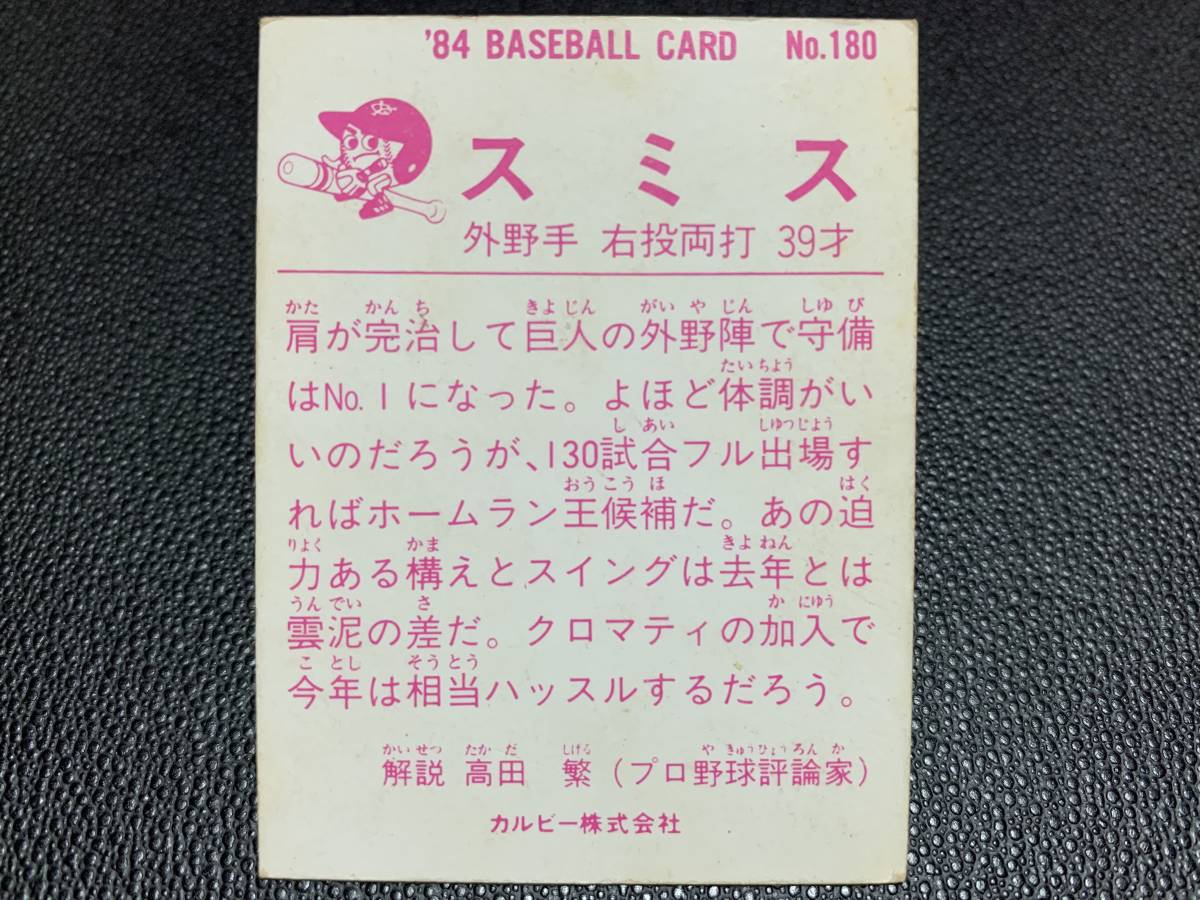 '84 BASEBALL CARD No.180
スミス
外野手 右投両打 39才
かた かんち きよじん がいやじん しゆび
肩が完治して巨人の外野陣で守備
たいちよう
はNo.1になった。よほど体調がい
しあい しゆつじよう
いのだろうが、130試合フル出場す
おうこうほ はく
ればホームラン王候補だ。あの迫
りよく かま きよねん
力ある構えとスイングは去年とは
うんでい さ かにゆう
雲泥の差だ。クロマティの加入で
ことし そうとう
今年は相当ハッスルするだろう。
かいせつ たかだ しげる やきゅうひょうろんか
解説 高田 繁 (プロ野球評論家)
カルビー株式会社